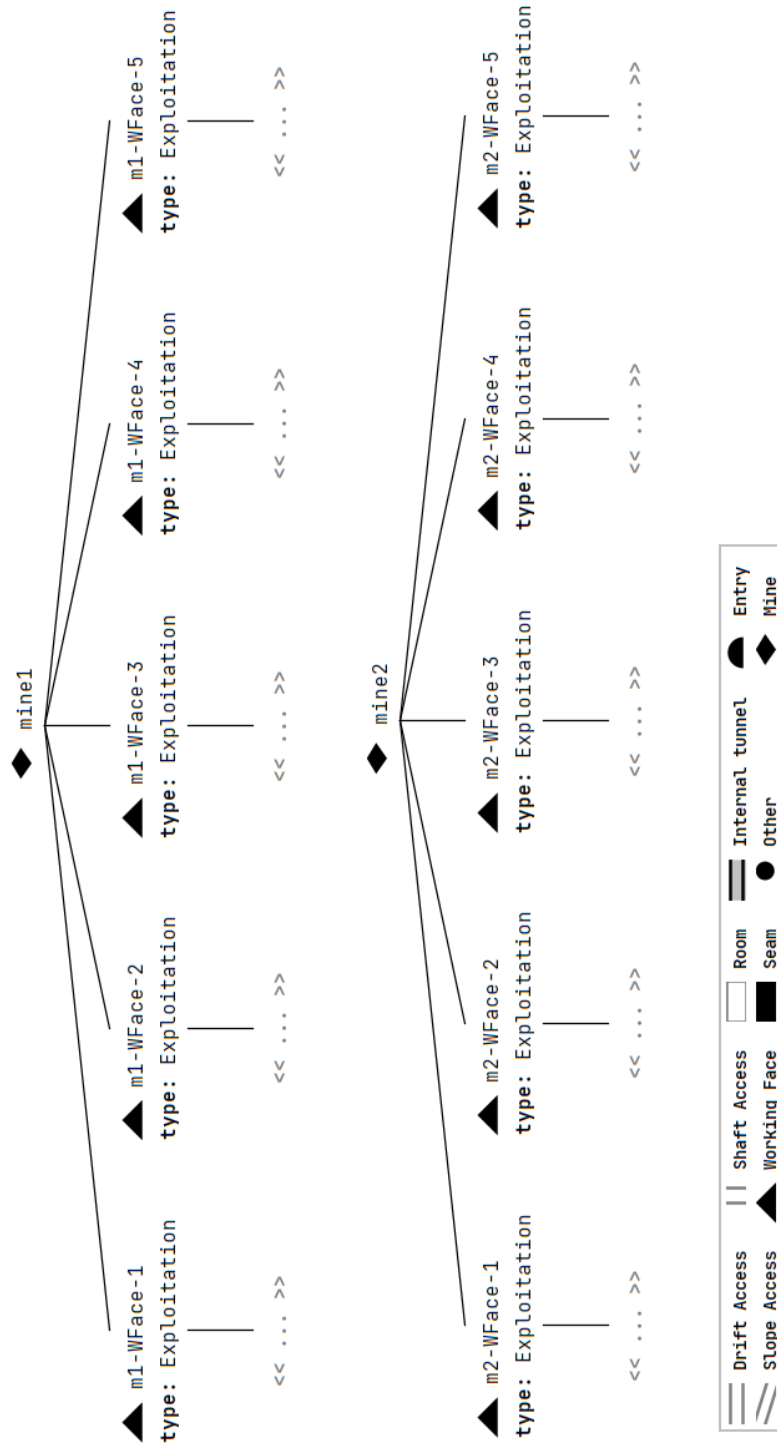 mine1
m1-WFace-1
type: Exploitation
<< ... >>
m1-WFace-2
type: Exploitation
<< ... >>
m1-WFace-3
type: Exploitation
<< ... >>
m1-WFace-4
type: Exploitation
<< ... >>
m1-WFace-5
type: Exploitation
<< ... >>
mine2
m2-WFace-1
type: Exploitation
<< ... >>
m2-WFace-2
type: Exploitation
<< ... >>
m2-WFace-3
type: Exploitation
<< ... >>
m2-WFace-4
type: Exploitation
<< ... >>
m2-WFace-5
type: Exploitation
<< ... >>
Drift Access
Shaft Access
Room
Internal tunnel
Entry
Slope Access
Working Face
Seam
Other
Mine